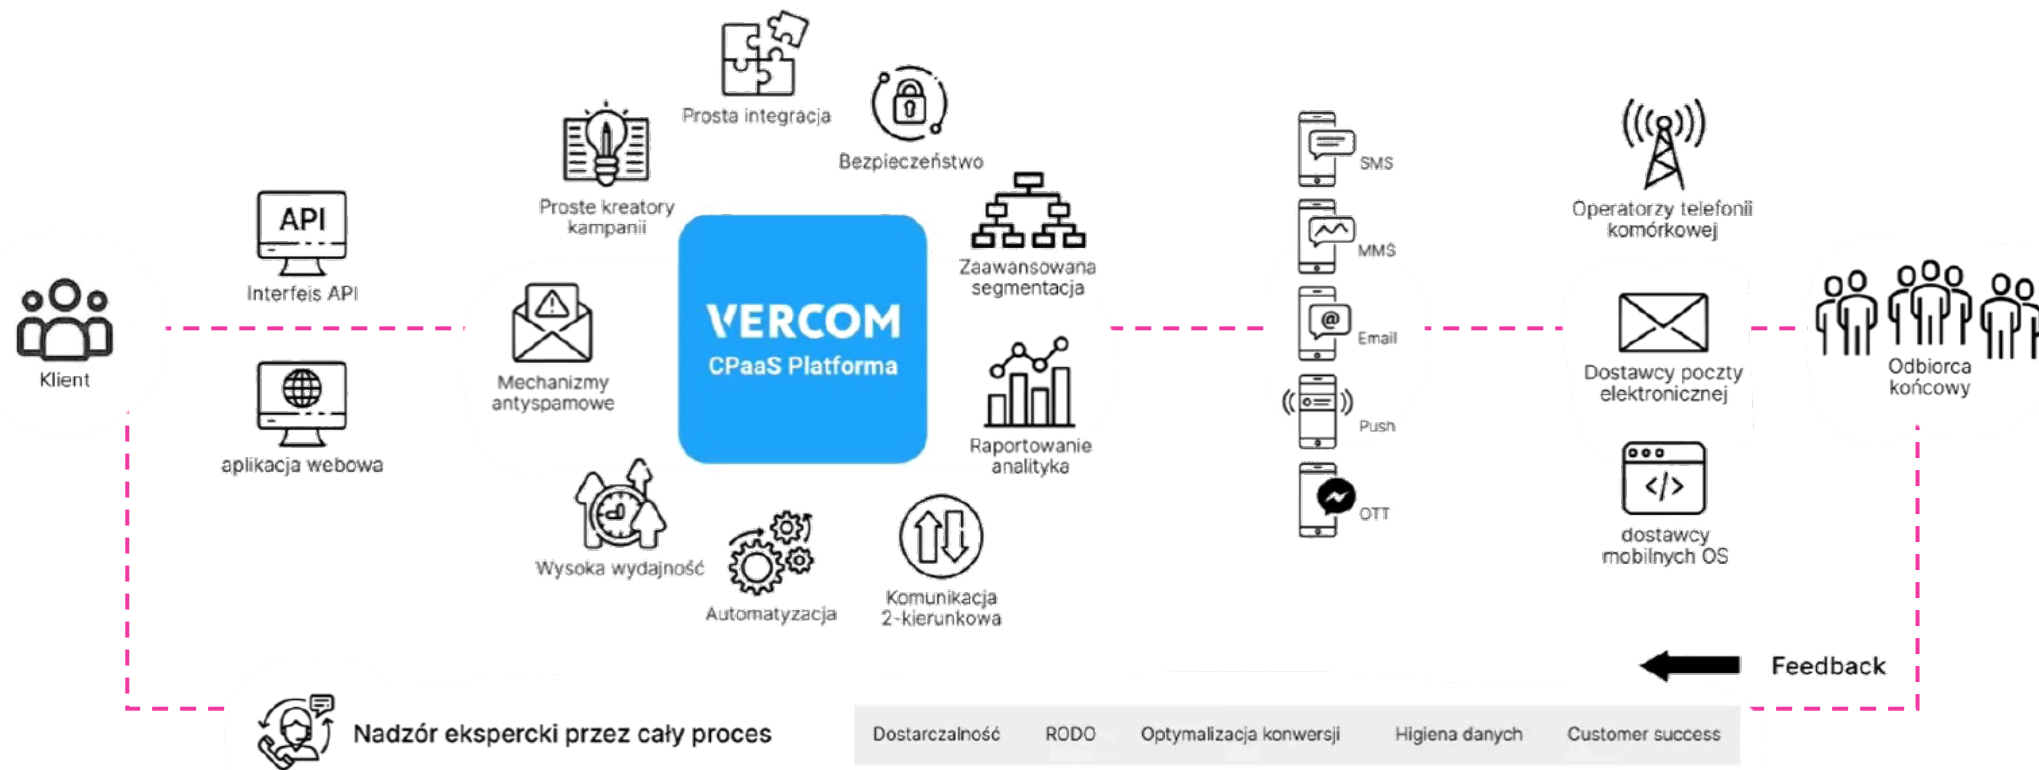 Klient
API
Interfejs API
aplikacja webowa
Prosta integracja
Bezpieczeństwo
Proste kreatory
kampanii
Zaawansowana
segmentacja
Mechanizmy
antyspamowe
VERCOM
CPaaS Platforma
Raportowanie
analityka
Wysoka wydajność
Automatyzacja
Komunikacja
2-kierunkowa
SMS
MMS
@
Email
Push
OTT
Operatorzy telefonii
komórkowej
Dostawcy poczty
elektronicznej
</>
dostawcy
mobilnych OS
Odbiorca
końcowy
Feedback
Nadzór ekspercki przez cały proces
Dostarczalność RODO Optymalizacja konwersji Higiena danych Customer success